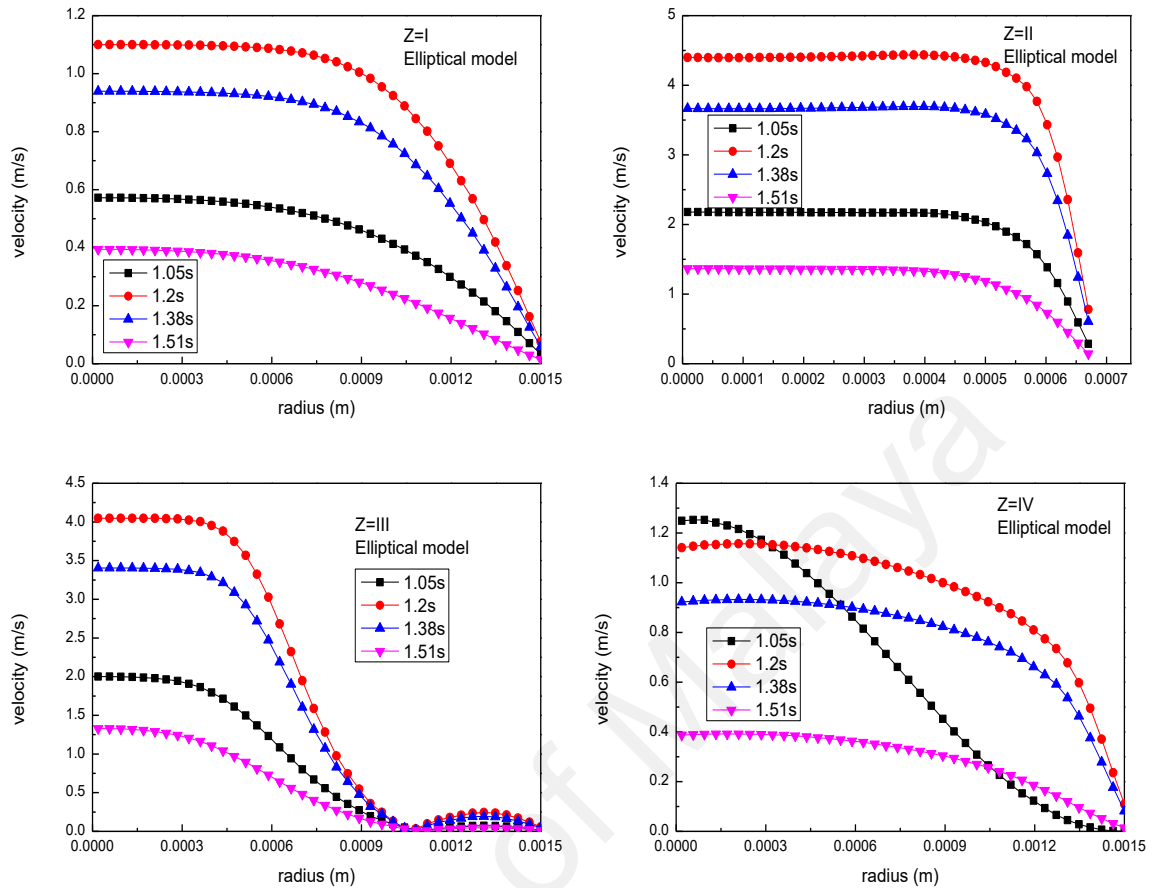 1.2
1.0
0.8
0.6
0.4
0.2
0.0
velocity (m/s)
Z=I
Elliptical model
1.05s
1.2s
1.38s
1.51s
0.0000 0.0003 0.0006 0.0009 0.0012 0.0015
radius (m)
5
4
3
2
1
0
velocity (m/s)
Z=II
Elliptical model
1.05s
1.2s
1.38s
1.51s
0.0000 0.0001 0.0002 0.0003 0.0004 0.0005 0.0006 0.0007
radius (m)
4.5
4.0
3.5
3.0
2.5
2.0
1.5
1.0
0.5
0.0
velocity (m/s)
Z=III
Elliptical model
1.05s
1.2s
1.38s
1.51s
0.0000 0.0003 0.0006 0.0009 0.0012 0.0015
radius (m)
1.4
1.2
1.0
0.8
0.6
0.4
0.2
0.0
velocity (m/s)
Z=IV
Elliptical model
1.05s
1.2s
1.38s
1.51s
0.0000 0.0003 0.0006 0.0009 0.0012 0.0015
radius (m)
of Malaya